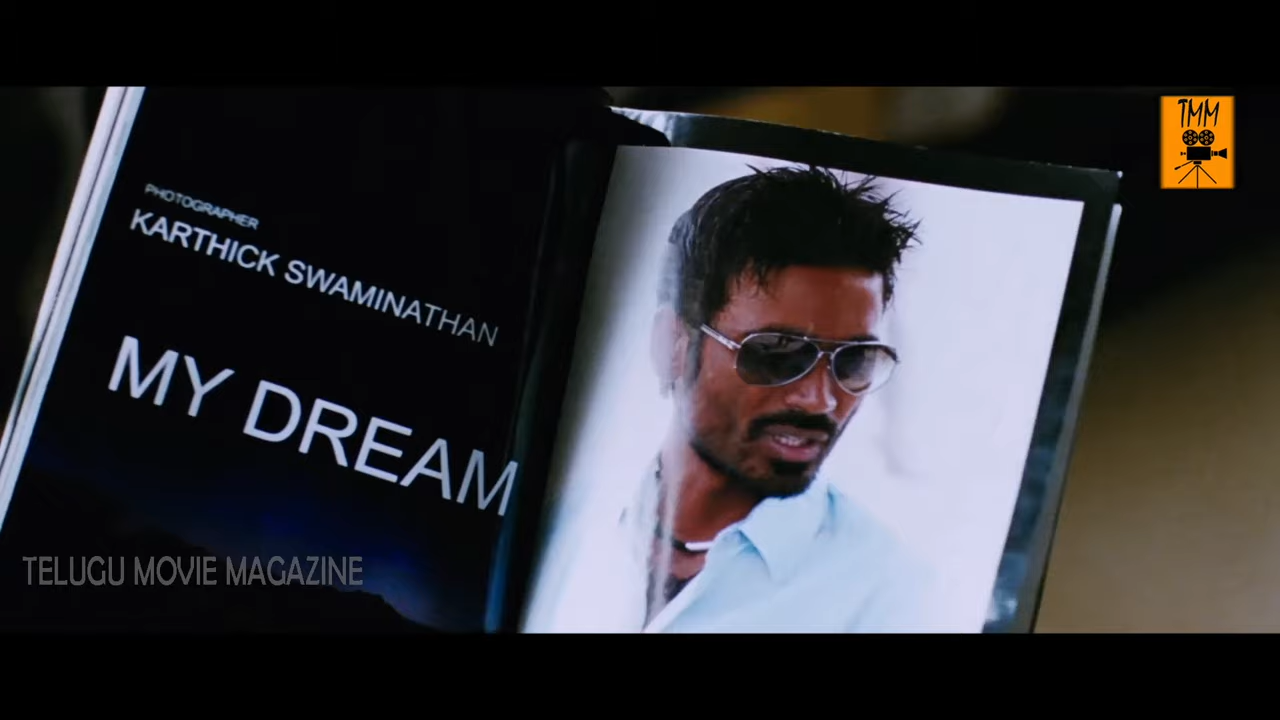 TMM
PHOTOGRAPHER
KARTHICK SWAMINATHAN
MY DREAM
TELUGU MOVIE MAGAZINE